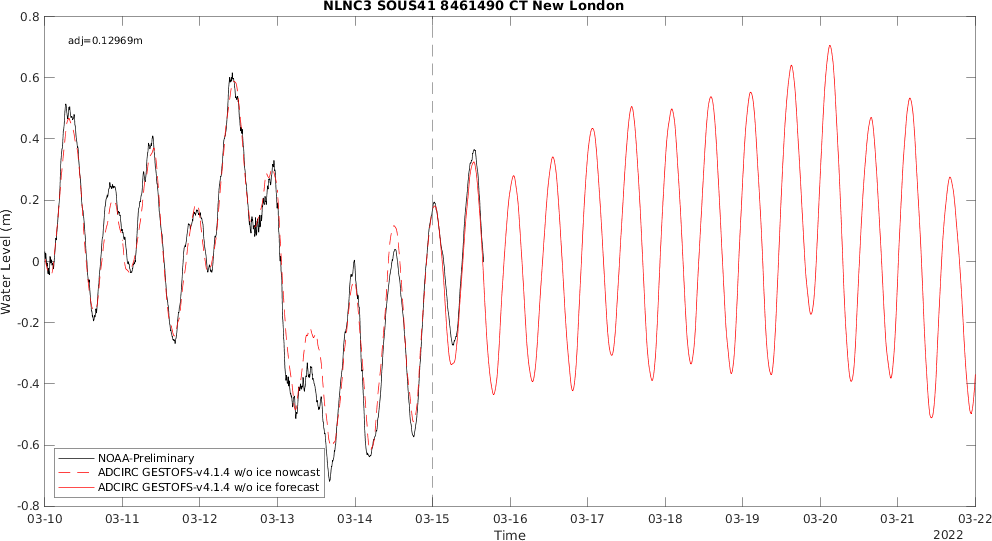 NLNC3 SOUS41 8461490 CT New London
adj=0.12969m
Water Level (m)
0.8
0.6
0.4
0.2
0
-0.2
-0.4
-0.6
-0.8
NOAA-Preliminary
ADCIRC GESTOFS-v4.1.4 w/o ice nowcast
ADCIRC GESTOFS-v4.1.4 w/o ice forecast
03-10 03-11 03-12 03-13 03-14 03-15 03-16 03-17 03-18 03-19 03-20 03-21 03-22
Time
2022